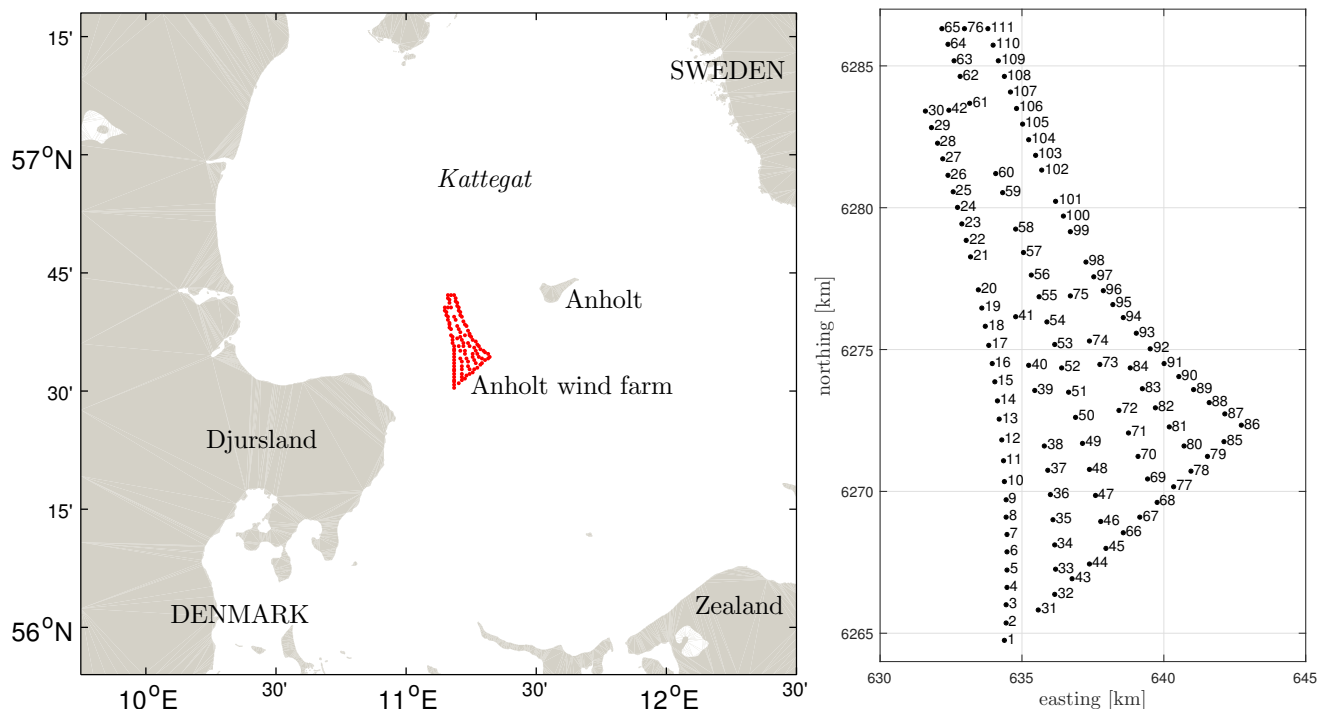 15'
SWEDEN
57°N
Kattegat
45'
Anholt
30'
Anholt wind farm
Djursland
15'
DENMARK
Zealand
56°N
10°E
30'
11°E
30'
12°E
30'
northing [km]
6285
6280
6275
6270
6265
65 76 111
64 110
63 109
62 108
107
30 42 61 106
29 105
28 104
27 103
26 60 102
25 59
24 101
23 100
22 58 99
21 57
98
56 97
20 55 75 96
19 95
18 41 54 94
93
17 53 74 92
16 40 52 73 84 91
15 90
14 39 51 83 89
13 72 82 88
50 87
12 71 81 86
38 49 80 85
11 70 79
10 37 48 69 78
9 36 47 77
8 35 46 68
67
7 66
6 34 45
5 33 44
4 32 43
3 31
2
1
630
635
640
645
easting [km]